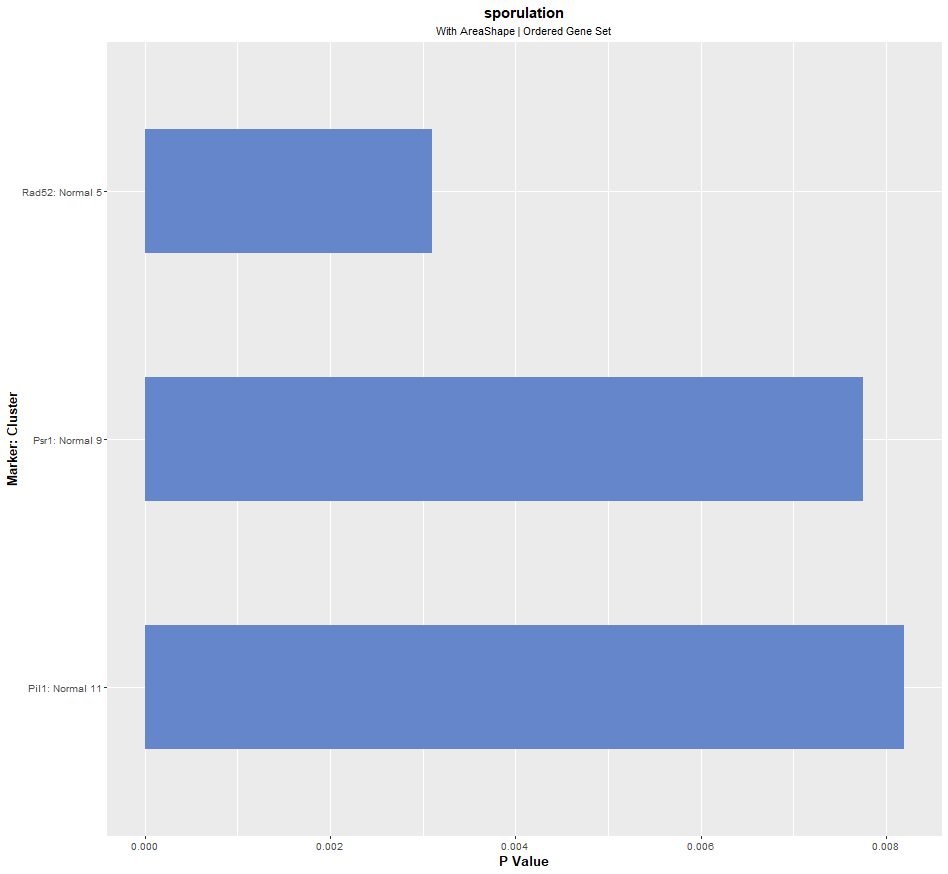 sporulation
With AreaShape | Ordered Gene Set
Rad52: Normal 5
Psr1: Normal 9
Pil1: Normal 11
Marker: Cluster
0.000
0.002
0.004
0.006
0.008
P Value